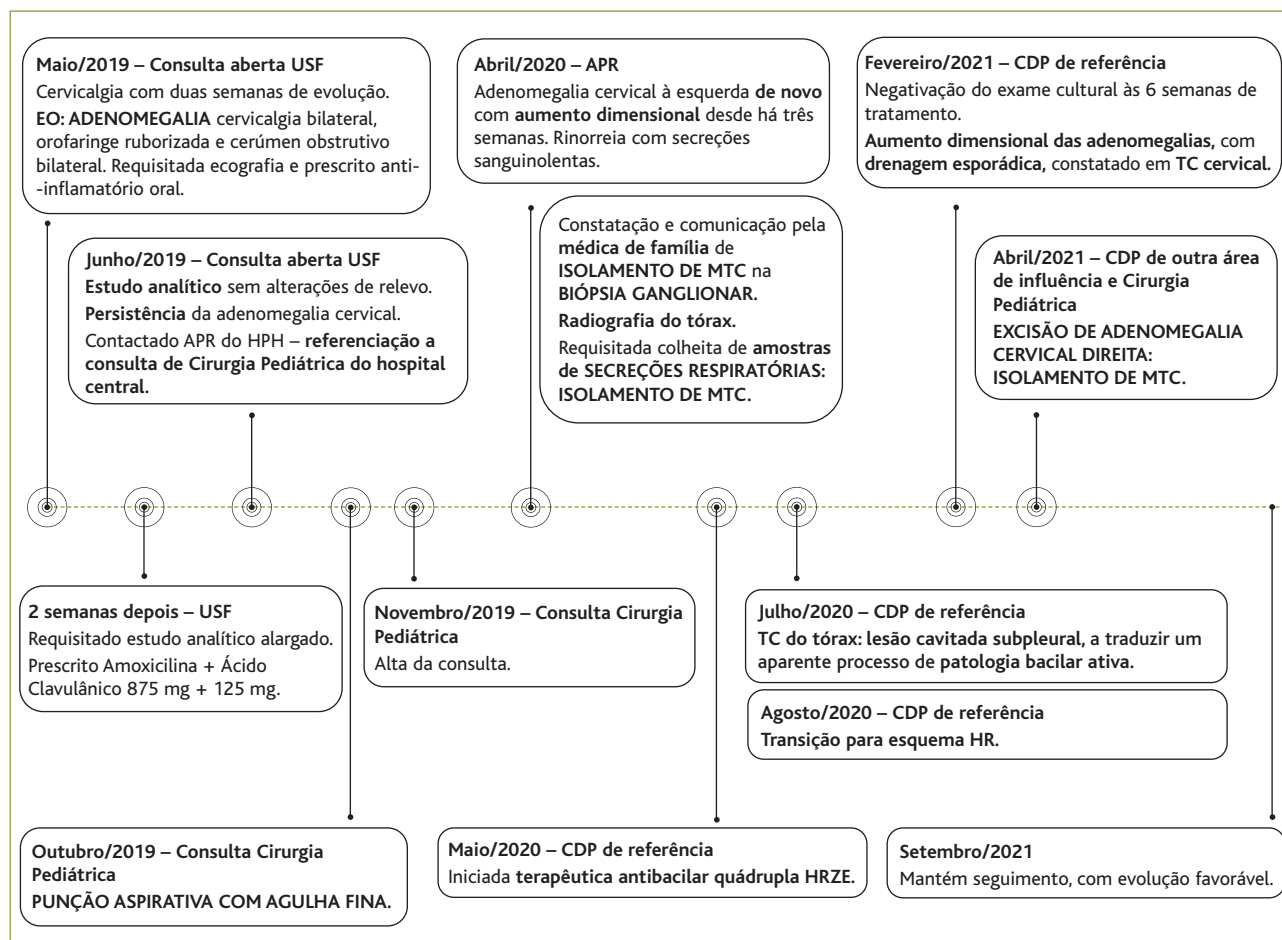 Maio/2019 – Consulta aberta USF
Cervicalgia com duas semanas de evolução.
EO: ADENOMEGALIA cervicalgia bilateral,
orofaringe ruborizada e cerúmen obstrutivo
bilateral. Requisitada ecografia e prescrito anti-
-inflamatório oral.
Junho/2019 – Consulta aberta USF
Estudo analítico sem alterações de relevo.
Persistência da adenomegalia cervical.
Contactado APR do HPH – referenciação a
consulta de Cirurgia Pediátrica do hospital
central.
Abril/2020 – APR
Adenomegalia cervical à esquerda de novo
com aumento dimensional desde há três
semanas. Rinorreia com secreções
sanguinolentas.
Constatação e comunicação pela
médica de família de
ISOLAMENTO DE MTC na
BIÓPSIA GANGLIONAR.
Radiografia do tórax.
Requisitada colheita de amostras
de SECREÇÕES RESPIRATÓRIAS:
ISOLAMENTO DE MTC.
Fevereiro/2021 – CDP de referência
Negativação do exame cultural às 6 semanas de
tratamento.
Aumento dimensional das adenomegalias, com
drenagem esporádica, constatado em TC cervical.
Abril/2021 – CDP de outra área
de influência e Cirurgia
Pediátrica
EXCISÃO DE ADENOMEGALIA
CERVICAL DIREITA:
ISOLAMENTO DE MTC.
2 semanas depois – USF
Requisitado estudo analítico alargado.
Prescrito Amoxicilina + Ácido
Clavulânico 875 mg + 125 mg.
Novembro/2019 – Consulta Cirurgia
Pediátrica
Alta da consulta.
Julho/2020 – CDP de referência
TC do tórax: lesão cavitada subpleural, a traduzir um
aparente processo de patologia bacilar ativa.
Agosto/2020 – CDP de referência
Transição para esquema HR.
Outubro/2019 – Consulta Cirurgia
Pediátrica
PUNÇÃO ASPIRATIVA COM AGULHA FINA.
Maio/2020 – CDP de referência
Iniciada terapêutica antibacilar quádrupla HRZE.
Setembro/2021
Mantém seguimento, com evolução favorável.